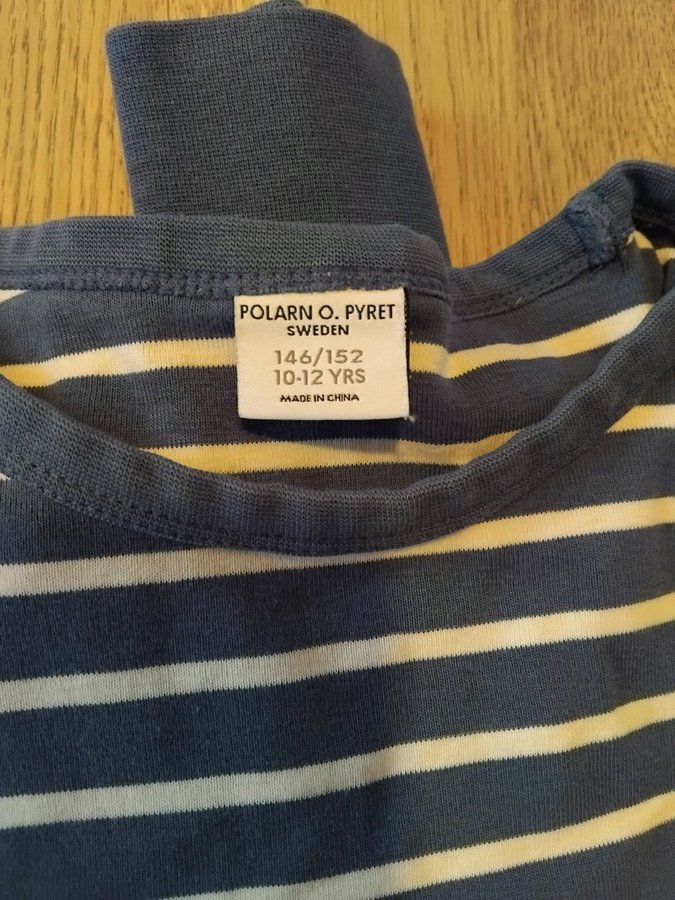 POLARN O. PYRET
SWEDEN
146/152
10-12 YRS
MADE IN CHINA